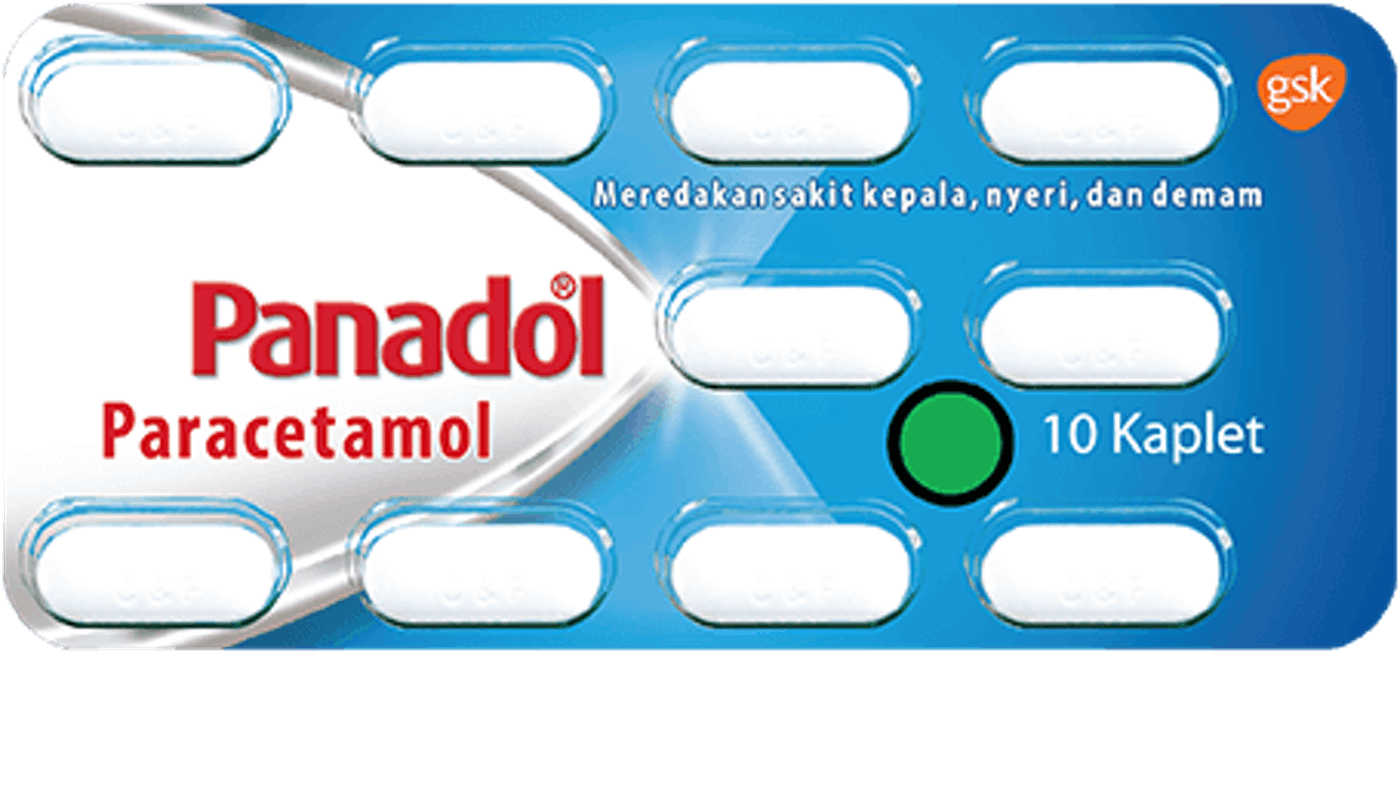 gsk
Meredakan sakit kepala, nyeri, dan demam
Panadol®
Paracetamol
10 Kaplet